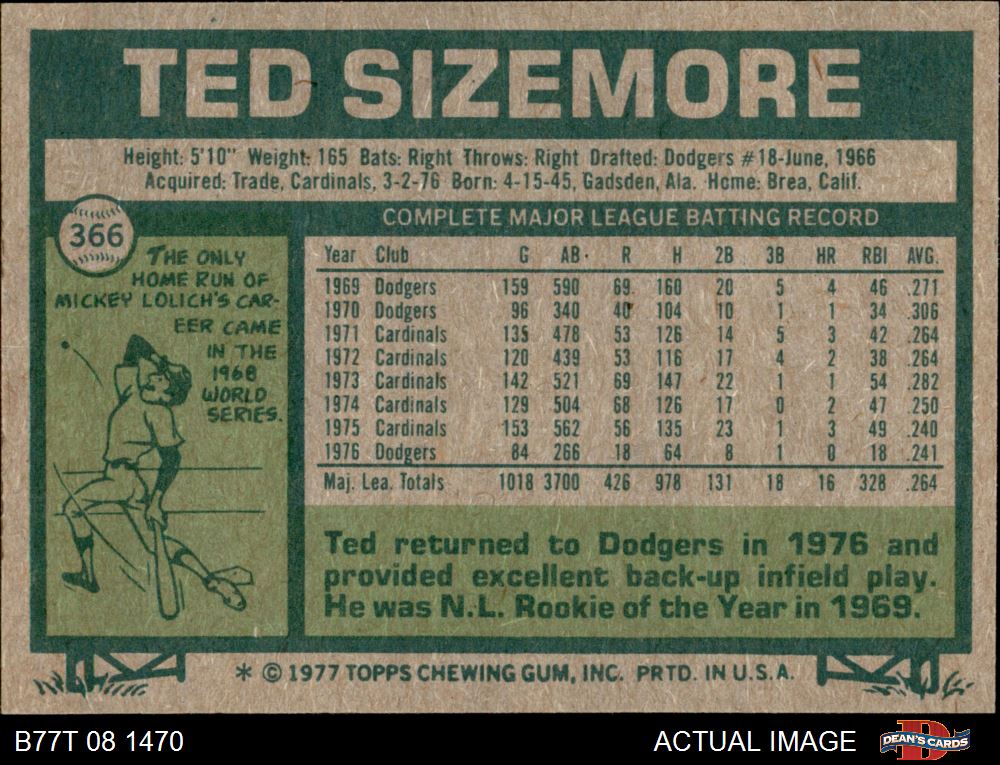 TED SIZEMORE
Height: 5'10" Weight: 165 Bats: Right Throws: Right Drafted: Dodgers #18-June, 1966
Acquired: Trade, Cardinals, 3-2-76 Born: 4-15-45, Gadsden, Ala. Home: Brea, Calif.
366
THE ONLY
HOME RUN OF
MICKEY LOLICH'S CAR-
EER CAME
IN THE
1968
WORLD
SERIES.
COMPLETE MAJOR LEAGUE BATTING RECORD
Year Club G AB R H 2B 3B HR RBI AVG.
1969 Dodgers 159 590 69 160 20 5 4 46 .271
1970 Dodgers 96 340 40 104 10 1 1 34 .306
1971 Cardinals 135 478 53 126 14 5 3 42 .264
1972 Cardinals 120 439 53 116 17 4 2 38 .264
1973 Cardinals 142 521 69 147 22 1 1 54 .282
1974 Cardinals 129 504 68 126 17 0 2 47 .250
1975 Cardinals 153 562 56 135 23 1 3 49 .240
1976 Dodgers 84 266 18 64 8 1 0 18 .241
Maj. Lea. Totals 1018 3700 426 978 131 18 16 328 .264
Ted returned to Dodgers in 1976 and
provided excellent back-up infield play.
He was N.L. Rookie of the Year in 1969.
* © 1977 TOPPS CHEWING GUM, INC. PRTD. IN U.S.A.
B77T 08 1470
ACTUAL IMAGE
D
DEAN'S CARDS